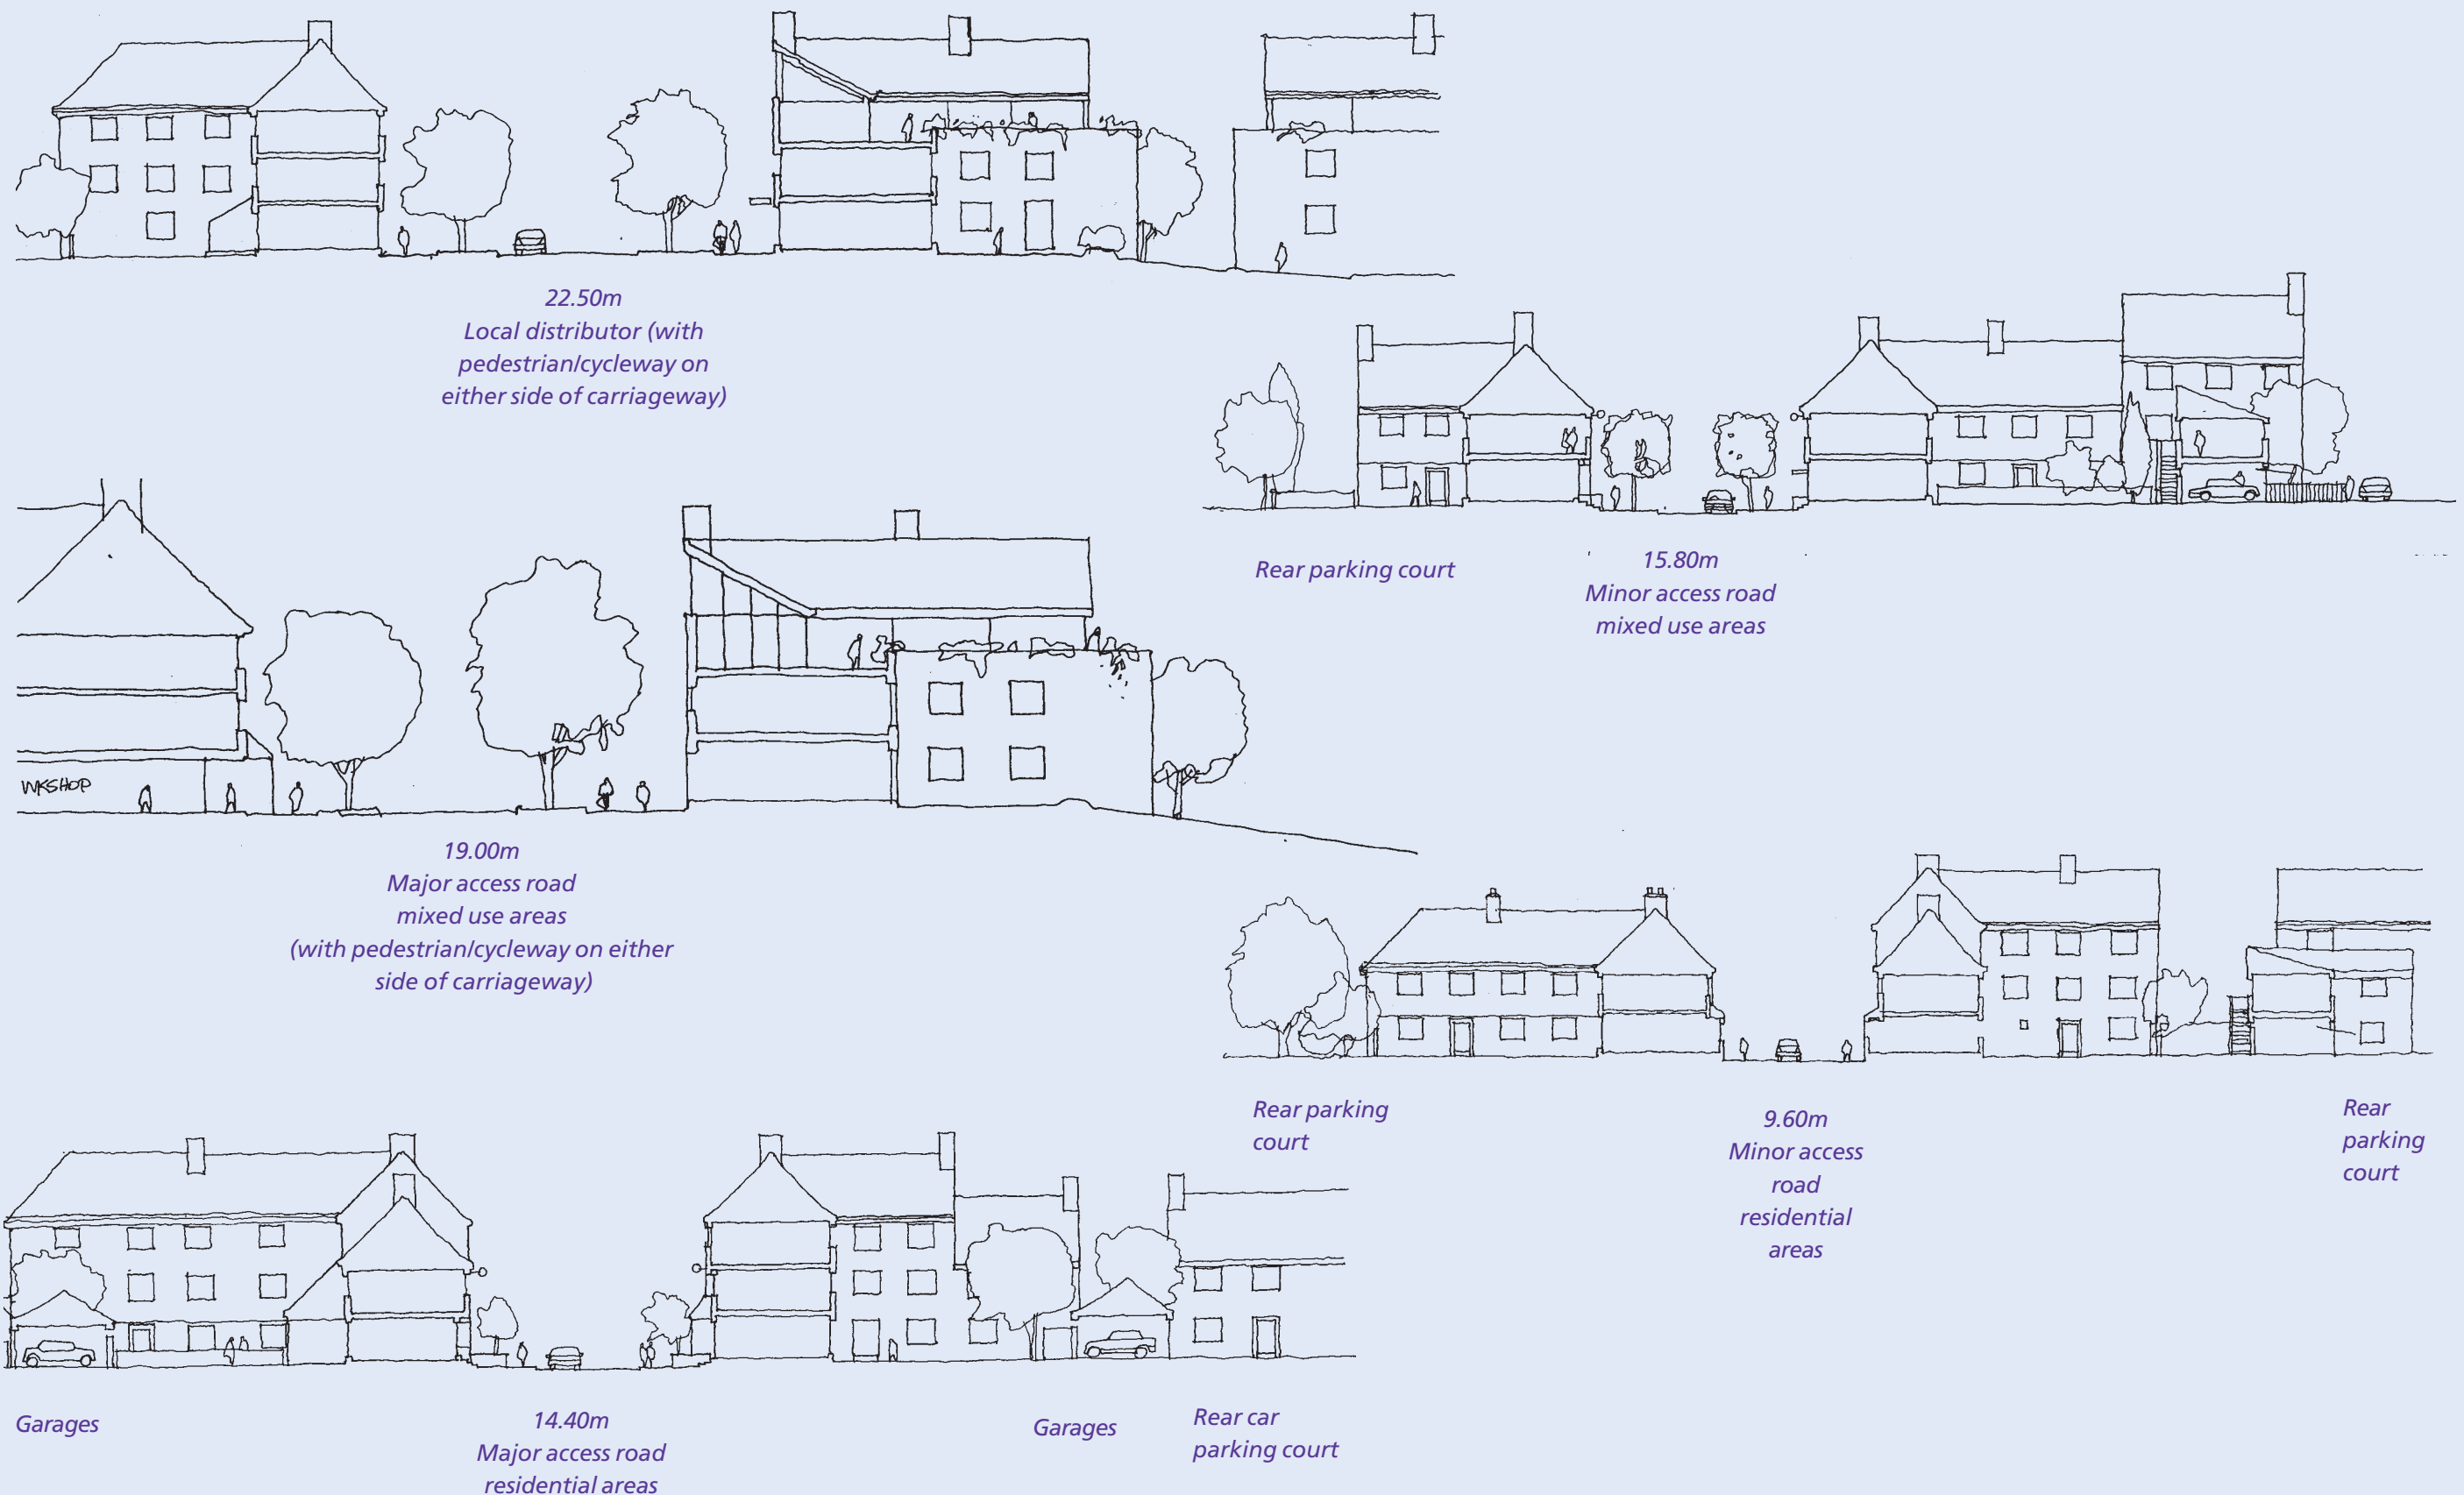 22.50m
Local distributor (with
pedestrian/cycleway on
either side of carriageway)
Rear parking court
15.80m
Minor access road
mixed use areas
WKSHOP
19.00m
Major access road
mixed use areas
(with pedestrian/cycleway on either
side of carriageway)
Rear parking
court
9.60m
Minor access
road
residential
areas
Rear
parking
court
Garages
14.40m
Major access road
residential areas
Garages
Rear car
parking court